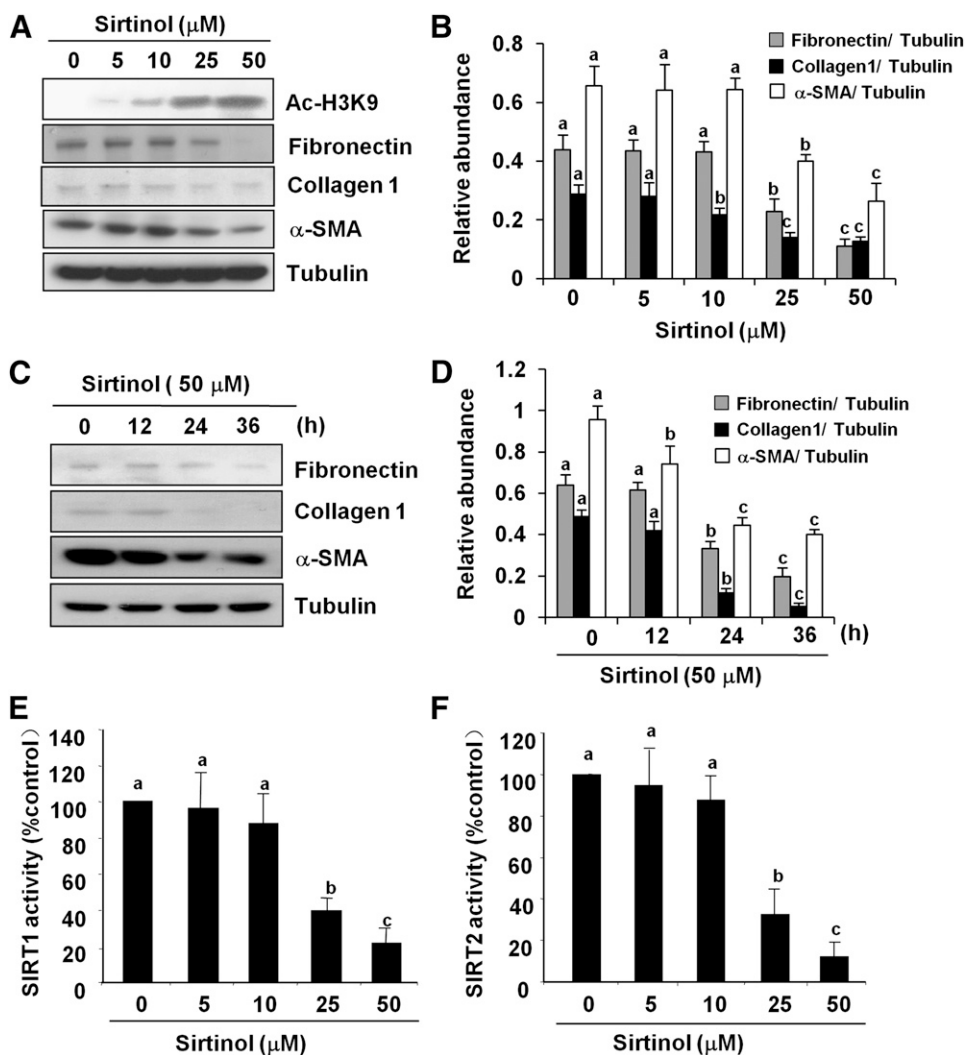 A
Sirtinol (μM)
0 5 10 25 50
Ac-H3K9
Fibronectin
Collagen 1
α-SMA
Tubulin
B
Relative abundance
0.8
0.6
0.4
0.2
0
a a a
a a a
a b a
b c b
c c c
Fibronectin/ Tubulin
Collagen1/ Tubulin
α-SMA/ Tubulin
0 5 10 25 50
Sirtinol (μM)
C
Sirtinol ( 50 μM)
0 12 24 36 (h)
Fibronectin
Collagen 1
α-SMA
Tubulin
D
Relative abundance
1.2
1
0.8
0.6
0.4
0.2
0
a a a
a a b
b b c
c c c
Fibronectin/ Tubulin
Collagen1/ Tubulin
α-SMA/ Tubulin
0 12 24 36 (h)
Sirtinol (50 μM)
E
SIRT1 activity (%control）
140
120
100
80
60
40
20
0
a a a b c
0 5 10 25 50
Sirtinol (μM)
F
SIRT2 activity (%control)
120
100
80
60
40
20
0
a a a b c
0 5 10 25 50
Sirtinol (μM)